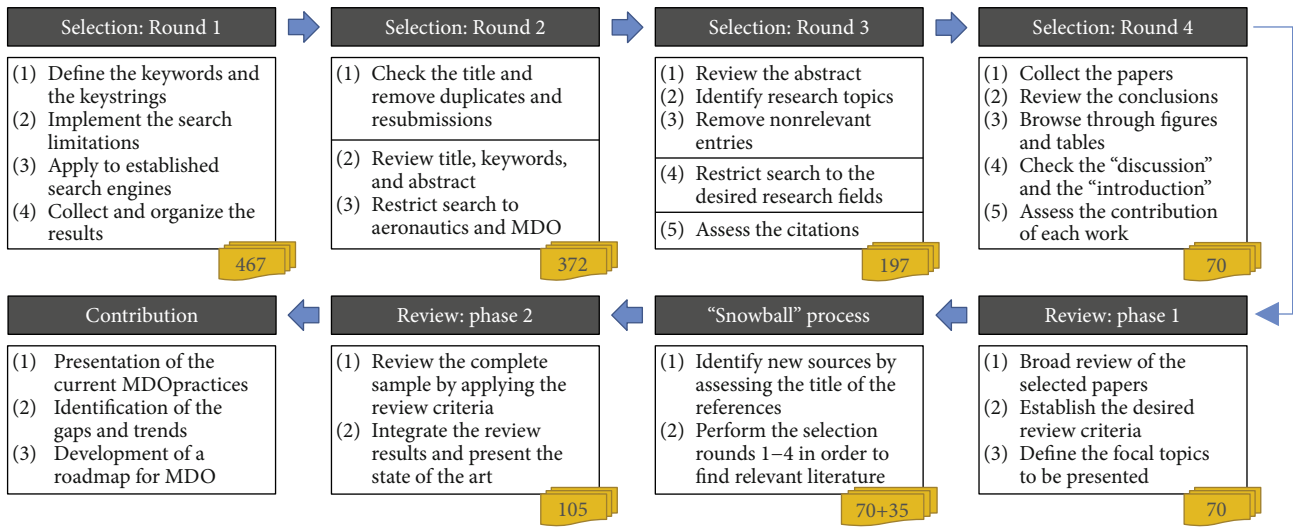 Selection: Round 1
(1) Define the keywords and
the keystrings
(2) Implement the search
limitations
(3) Apply to established
search engines
(4) Collect and organize the
results
467
Selection: Round 2
(1) Check the title and
remove duplicates and
resubmissions
(2) Review title, keywords,
and abstract
(3) Restrict search to
aeronautics and MDO
372
Selection: Round 3
(1) Review the abstract
(2) Identify research topics
(3) Remove nonrelevant
entries
(4) Restrict search to the
desired research fields
(5) Assess the citations
197
Selection: Round 4
(1) Collect the papers
(2) Review the conclusions
(3) Browse through figures
and tables
(4) Check the “discussion”
and the “introduction”
(5) Assess the contribution
of each work
70
Review: phase 1
(1) Broad review of the
selected papers
(2) Establish the desired
review criteria
(3) Define the focal topics
to be presented
70
“Snowball” process
(1) Identify new sources by
assessing the title of the
references
(2) Perform the selection
rounds 1–4 in order to
find relevant literature
70+35
Review: phase 2
(1) Review the complete
sample by applying the
review criteria
(2) Integrate the review
results and present the
state of the art
105
Contribution
(1) Presentation of the
current MDOpractices
(2) Identification of the
gaps and trends
(3) Development of a
roadmap for MDO